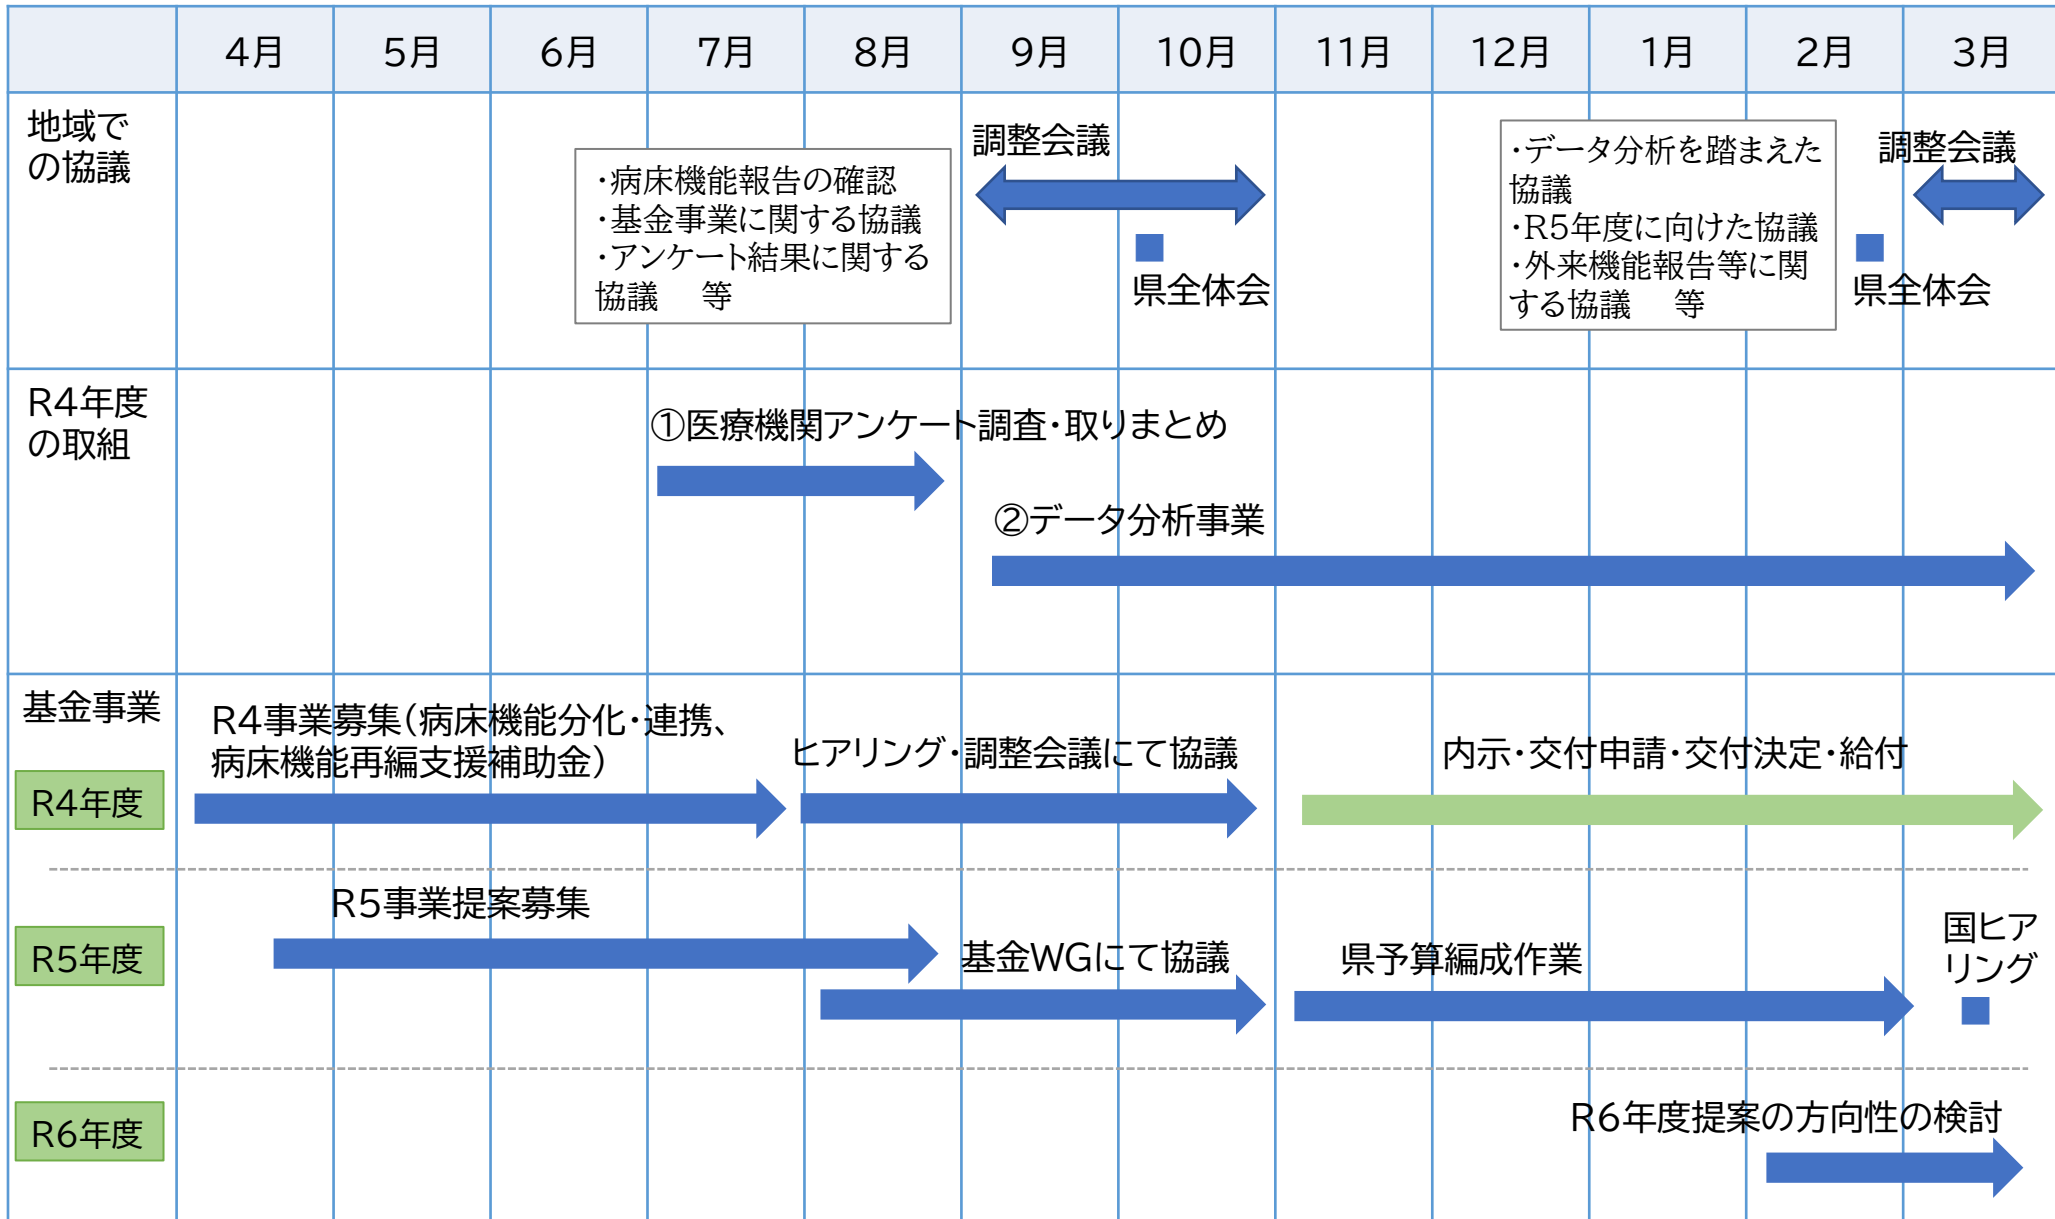 4月 5月 6月 7月 8月 9月 10月 11月 12月 1月 2月 3月
地域で
の協議
・病床機能報告の確認
・基金事業に関する協議
・アンケート結果に関する
協議 等
調整会議
県全体会
・データ分析を踏まえた
協議
・R5年度に向けた協議
・外来機能報告等に関
する協議 等
調整会議
県全体会
R4年度
の取組
①医療機関アンケート調査・取りまとめ
②データ分析事業
基金事業
R4年度
R4事業募集(病床機能分化・連携、
病床機能再編支援補助金)
ヒアリング・調整会議にて協議
内示・交付申請・交付決定・給付
R5年度
R5事業提案募集
基金WGにて協議
県予算編成作業
国ヒア
リング
R6年度
R6年度提案の方向性の検討